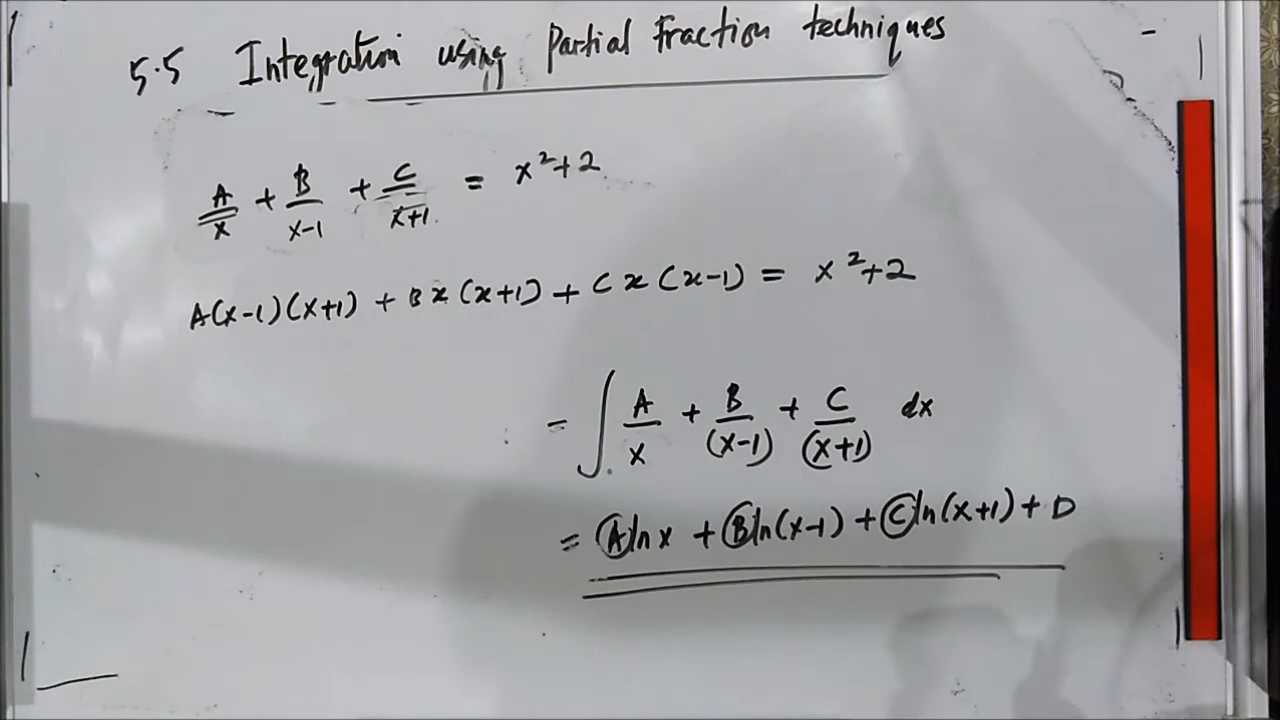 5.5 Integration using Partial Fraction techniques
A/x + B/x-1 + C/x+1 = x²+2
A(x-1)(x+1) + Bx(x+1) + Cx(x-1) = x²+2
= ∫ A/x + B/(x-1) + C/(x+1) dx
= A ln x + B ln(x-1) + C ln(x+1) + D